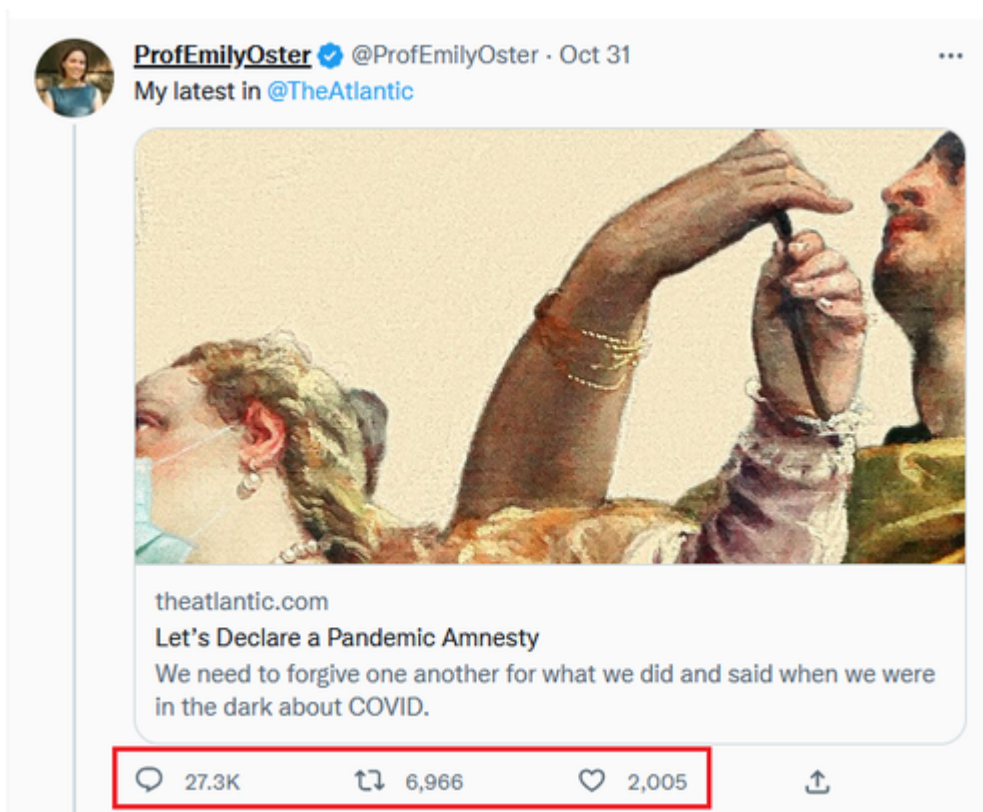 ProfEmilyOster @ProfEmilyOster · Oct 31
My latest in @TheAtlantic
theatlantic.com
Let's Declare a Pandemic Amnesty
We need to forgive one another for what we did and said when we were
in the dark about COVID.
27.3K 6,966 2,005